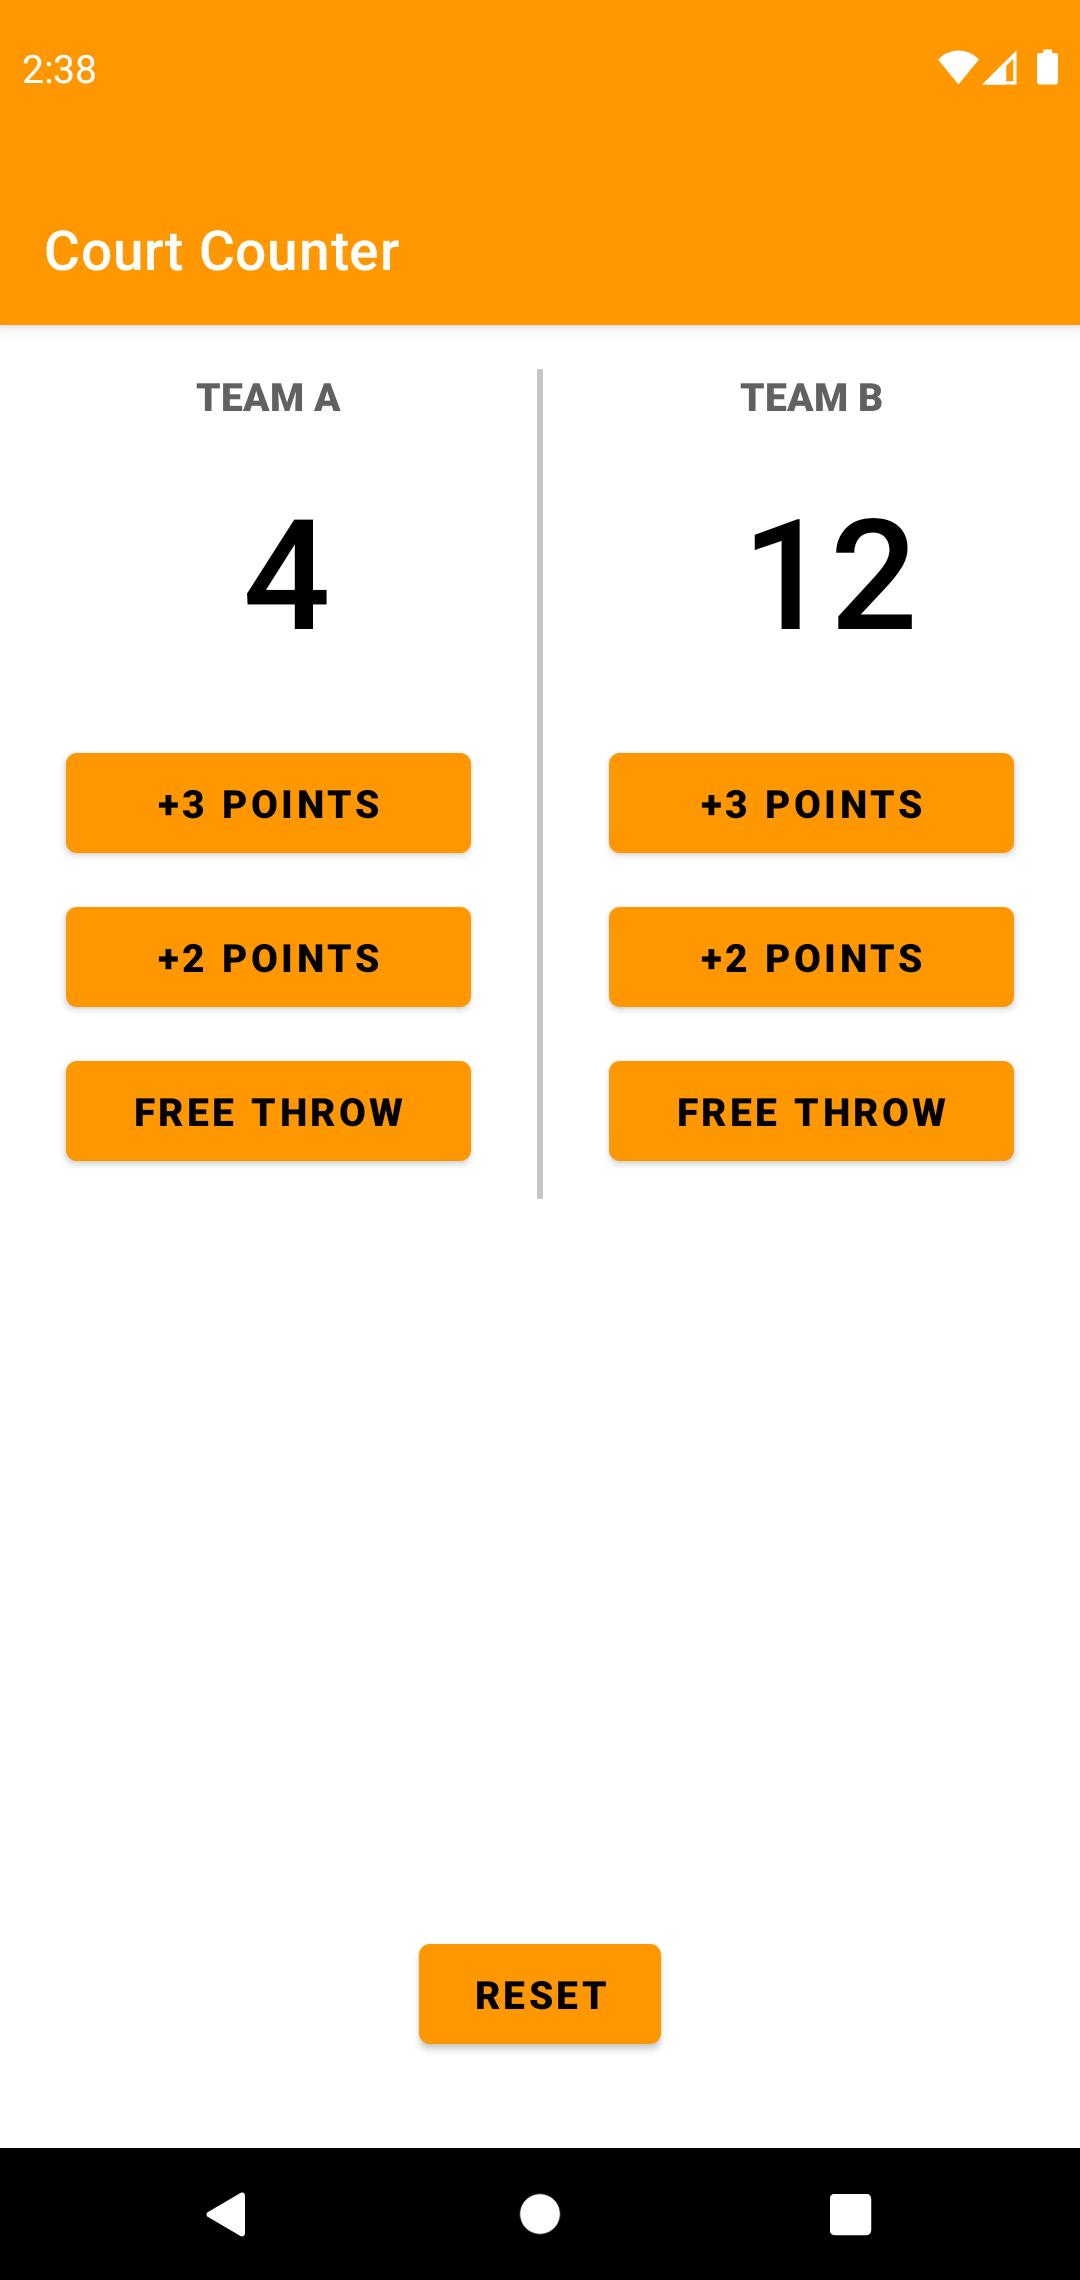 2:38
Court Counter
TEAM A
TEAM B
4
12
+3 POINTS
+3 POINTS
+2 POINTS
+2 POINTS
FREE THROW
FREE THROW
RESET